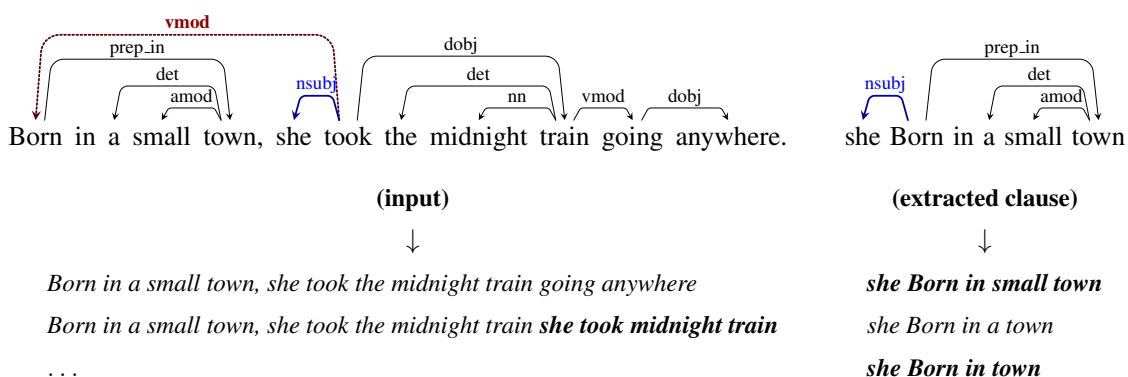 vmod
prep_in
dobj
prep_in
det
det
det
nsubj
amod
nn
vmod
dobj
nsubj
amod
Born in a small town, she took the midnight train going anywhere.
she Born in a small town
(input)
(extracted clause)
↓
↓
Born in a small town, she took the midnight train going anywhere
she Born in small town
Born in a small town, she took the midnight train she took midnight train
she Born in a town
. . .
she Born in town